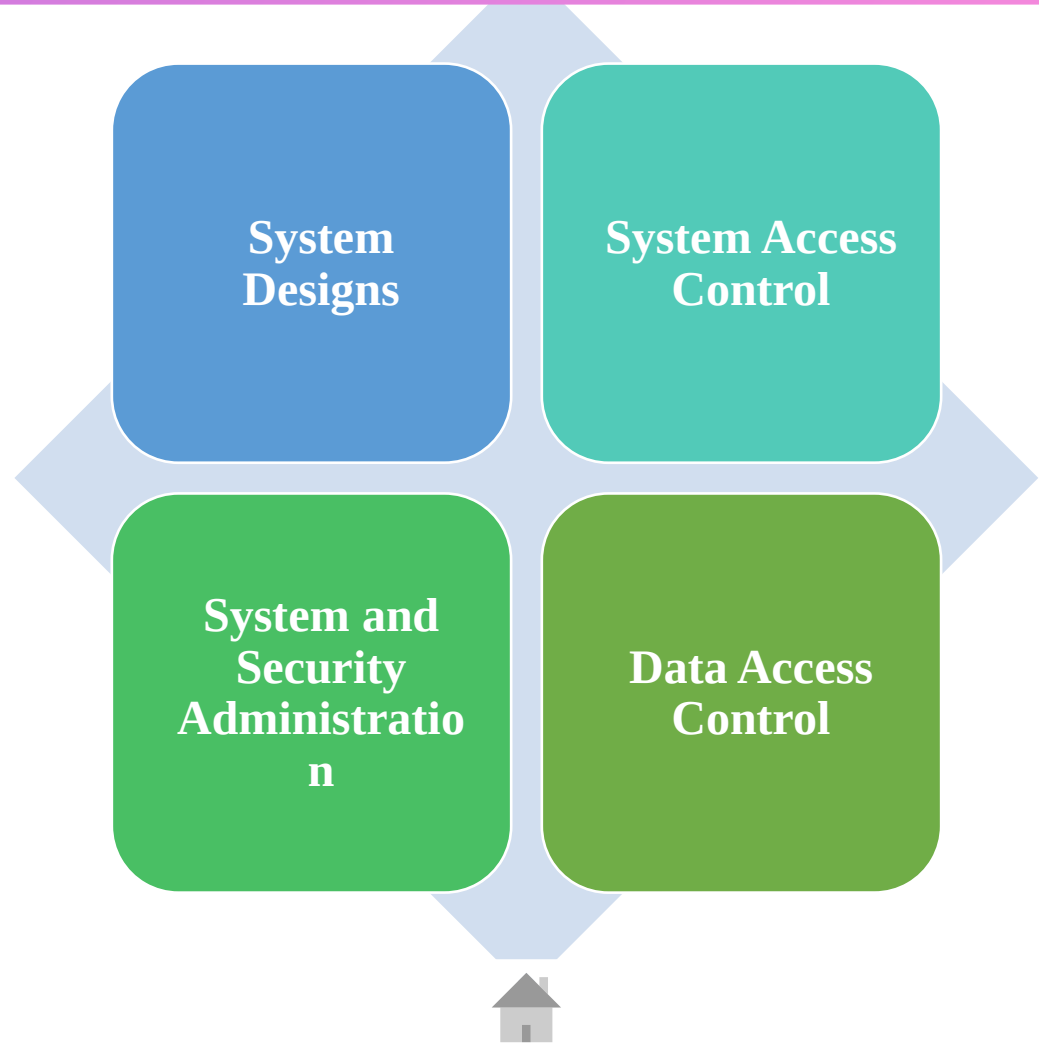 System
Designs
System Access
Control
System and
Security
Administratio
n
Data Access
Control